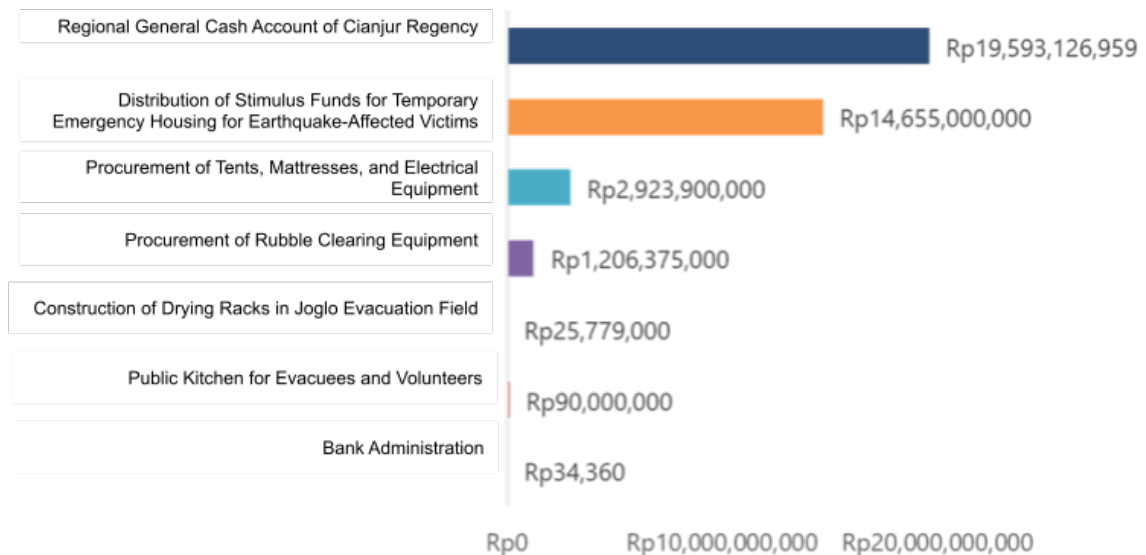 Regional General Cash Account of Cianjur Regency
Rp19,593,126,959
Distribution of Stimulus Funds for Temporary
Emergency Housing for Earthquake-Affected Victims
Rp14,655,000,000
Procurement of Tents, Mattresses, and Electrical
Equipment
Rp2,923,900,000
Procurement of Rubble Clearing Equipment
Rp1,206,375,000
Construction of Drying Racks in Joglo Evacuation Field
Rp25,779,000
Public Kitchen for Evacuees and Volunteers
Rp90,000,000
Bank Administration
Rp34,360
Rp0
Rp10,000,000,000
Rp20,000,000,000